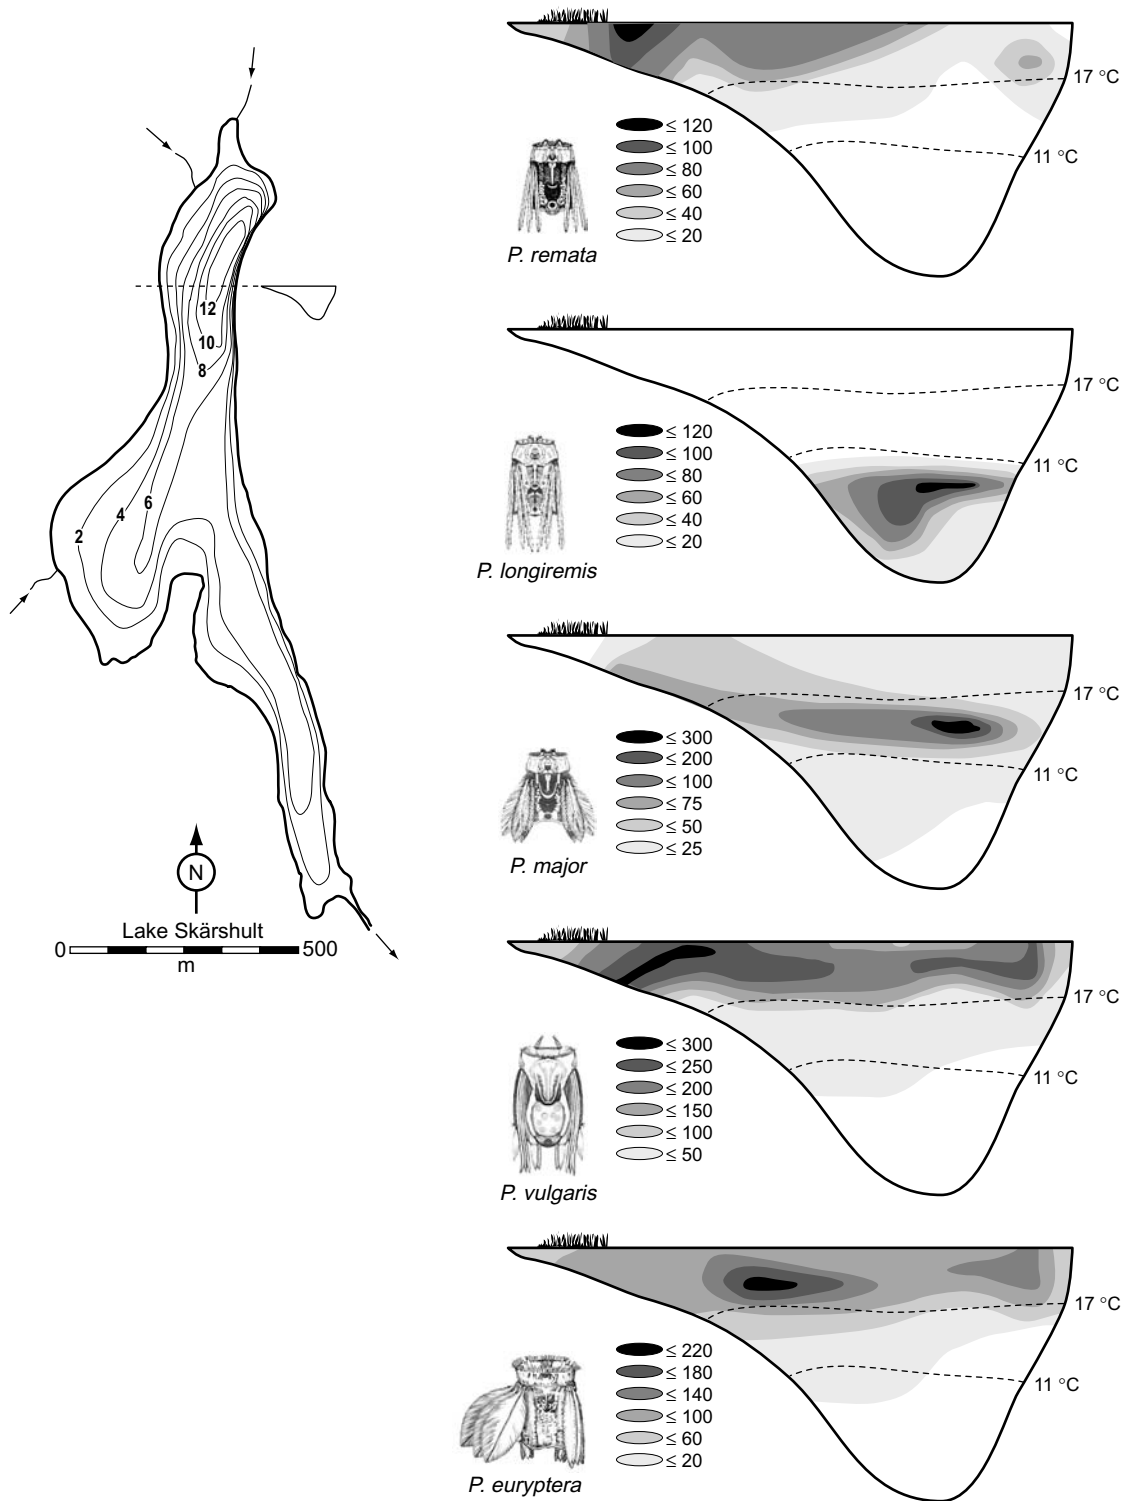 12
10
8
6
4
2
N
Lake Skärshult
0 500
m
17 °C
11 °C
≤ 120
≤ 100
≤ 80
≤ 60
≤ 40
≤ 20
P. remata
17 °C
11 °C
≤ 120
≤ 100
≤ 80
≤ 60
≤ 40
≤ 20
P. longiremis
17 °C
11 °C
≤ 300
≤ 200
≤ 100
≤ 75
≤ 50
≤ 25
P. major
17 °C
11 °C
≤ 300
≤ 250
≤ 200
≤ 150
≤ 100
≤ 50
P. vulgaris
17 °C
11 °C
≤ 220
≤ 180
≤ 140
≤ 100
≤ 60
≤ 20
P. euryptera